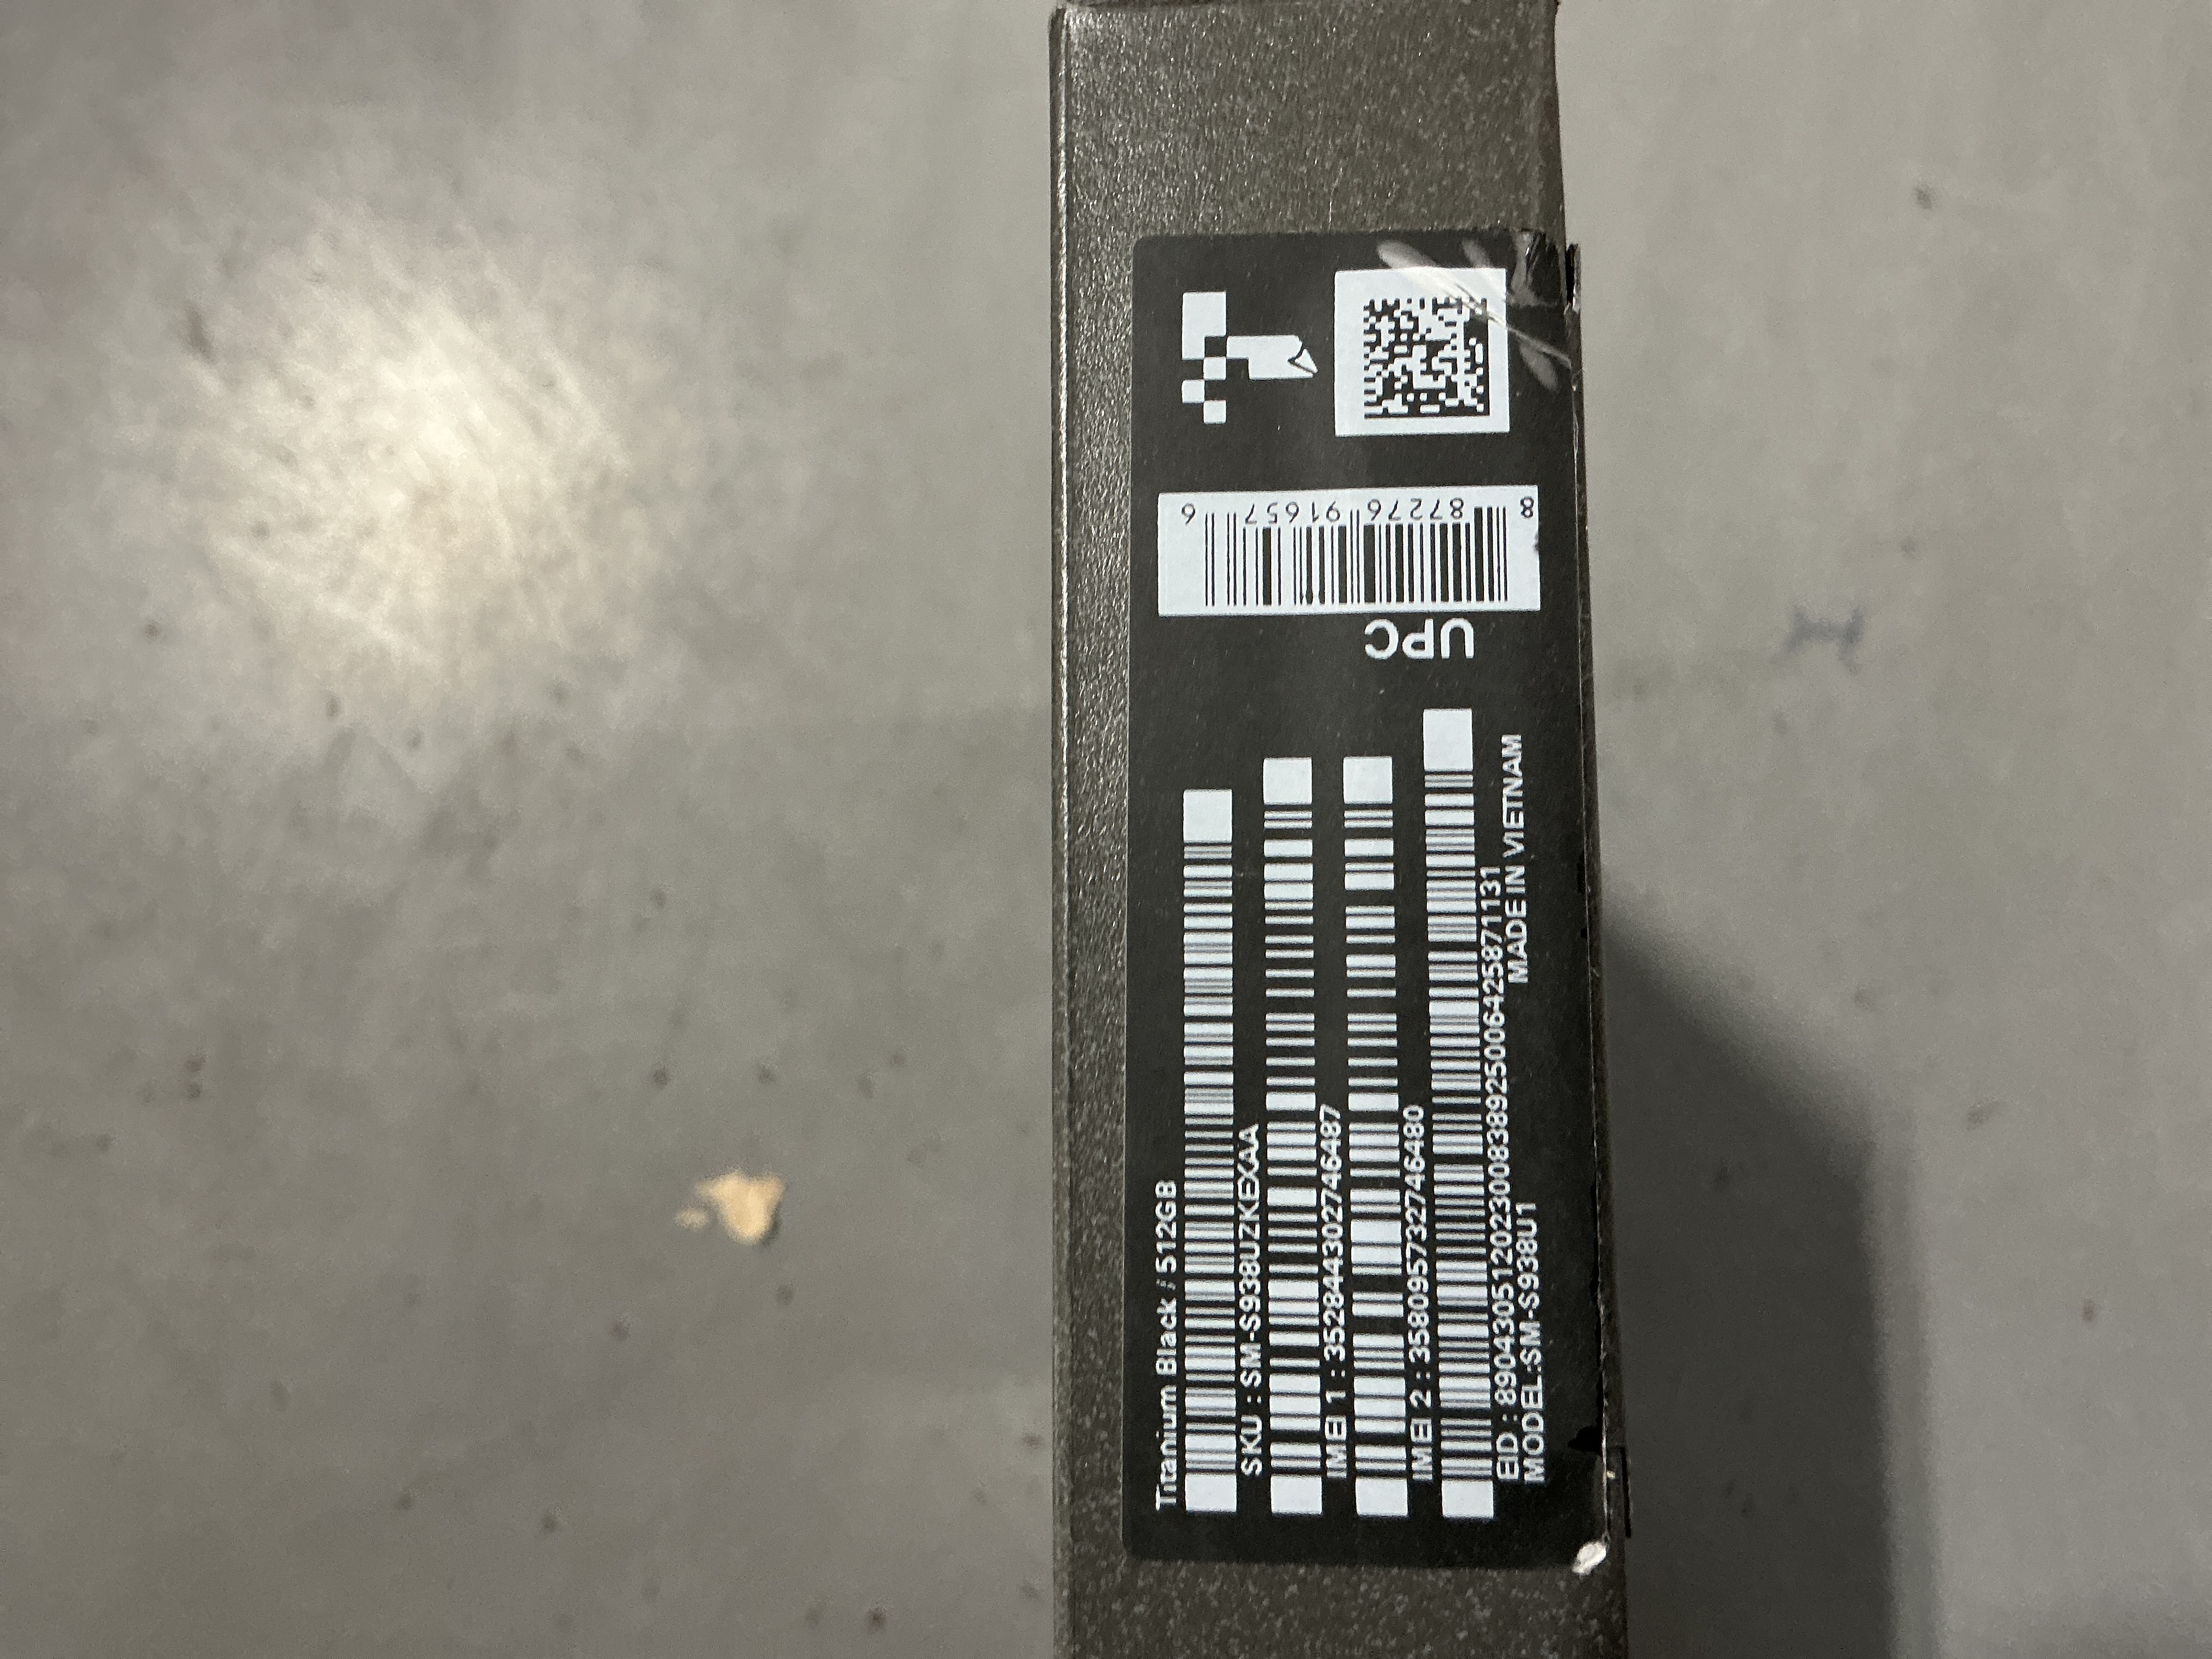 Titanium Black / 512GB
SKU : SM-S938UZKEXAA
IMEI 1 : 352844302746487
IMEI 2 : 358095732746480
EID : 89043051202300838925006425871131
MODEL:SM-S938U1
MADE IN VIETNAM
UPC
8 87276 91657 6